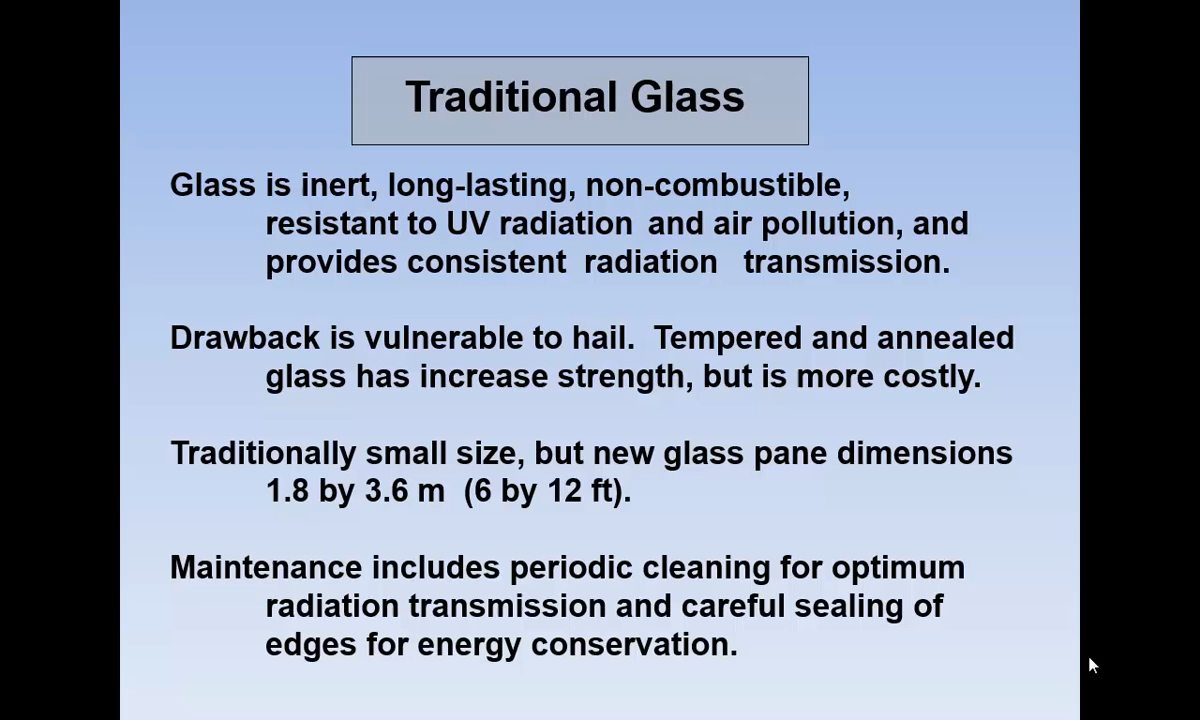 Traditional Glass
Glass is inert, long-lasting, non-combustible,
resistant to UV radiation and air pollution, and
provides consistent radiation transmission.
Drawback is vulnerable to hail. Tempered and annealed
glass has increase strength, but is more costly.
Traditionally small size, but new glass pane dimensions
1.8 by 3.6 m (6 by 12 ft).
Maintenance includes periodic cleaning for optimum
radiation transmission and careful sealing of
edges for energy conservation.